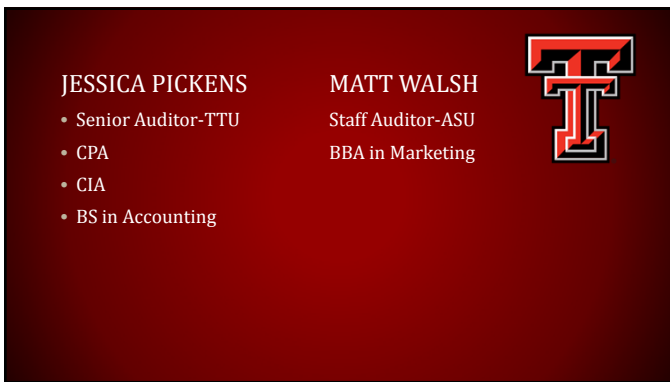 JESSICA PICKENS
• Senior Auditor-TTU
• CPA
• CIA
• BS in Accounting
MATT WALSH
Staff Auditor-ASU
BBA in Marketing